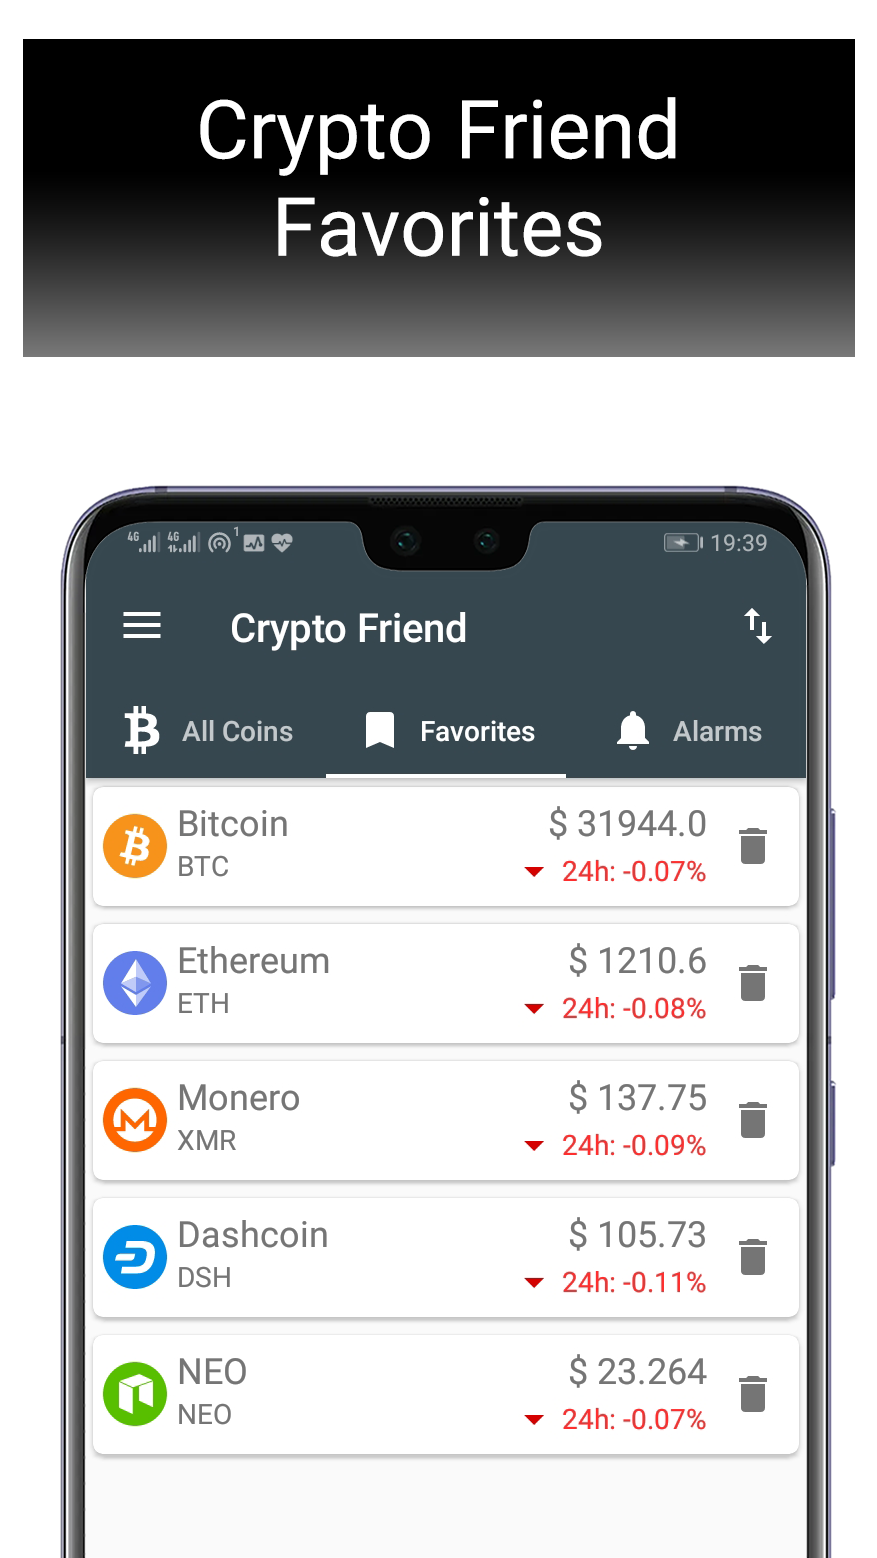 Crypto Friend
Favorites
4G 4G 1 19:39
Crypto Friend
All Coins Favorites Alarms
Bitcoin $ 31944.0
BTC 24h: -0.07%
Ethereum $ 1210.6
ETH 24h: -0.08%
Monero $ 137.75
XMR 24h: -0.09%
Dashcoin $ 105.73
DSH 24h: -0.11%
NEO $ 23.264
NEO 24h: -0.07%